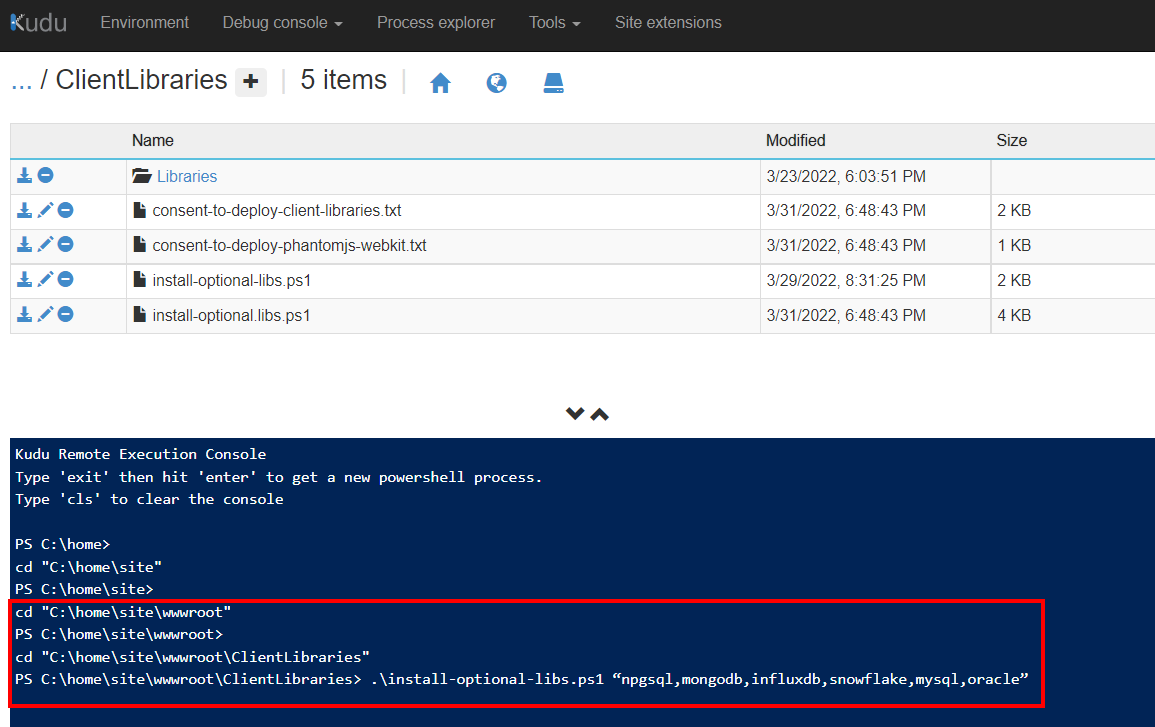 Kudu Environment Debug console Process explorer Tools Site extensions
... / ClientLibraries + | 5 items |
Name Modified Size
Libraries 3/23/2022, 6:03:51 PM
consent-to-deploy-client-libraries.txt 3/31/2022, 6:48:43 PM 2 KB
consent-to-deploy-phantomjs-webkit.txt 3/31/2022, 6:48:43 PM 1 KB
install-optional-libs.ps1 3/29/2022, 8:31:25 PM 2 KB
install-optional.libs.ps1 3/31/2022, 6:48:43 PM 4 KB
Kudu Remote Execution Console
Type 'exit' then hit 'enter' to get a new powershell process.
Type 'cls' to clear the console
PS C:\home>
cd "C:\home\site"
PS C:\home\site>
cd "C:\home\site\wwwroot"
PS C:\home\site\wwwroot>
cd "C:\home\site\wwwroot\ClientLibraries"
PS C:\home\site\wwwroot\ClientLibraries> .\install-optional-libs.ps1 “npgsql,mongodb,influxdb,snowflake,mysql,oracle”